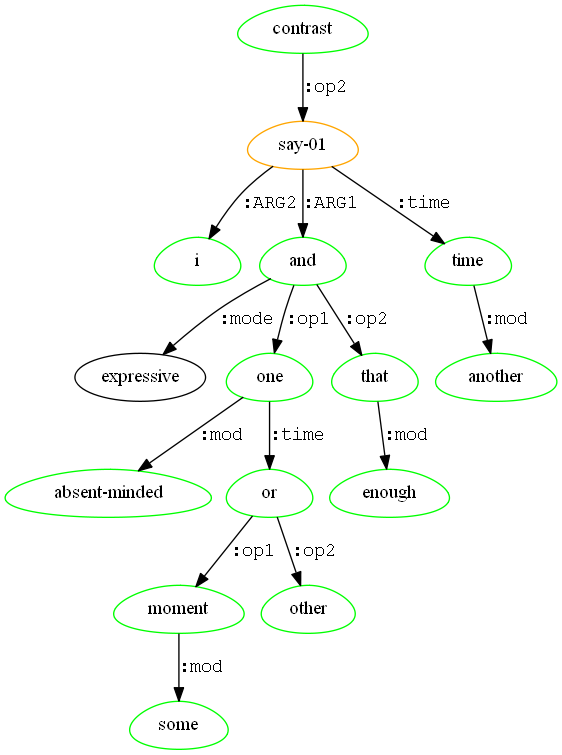 contrast
:op2
say-01
:ARG2 :ARG1 :time
i and time
:mode :op1 :op2 :mod
expressive one that another
:mod :time :mod
absent-minded or enough
:op1 :op2
moment other
:mod
some